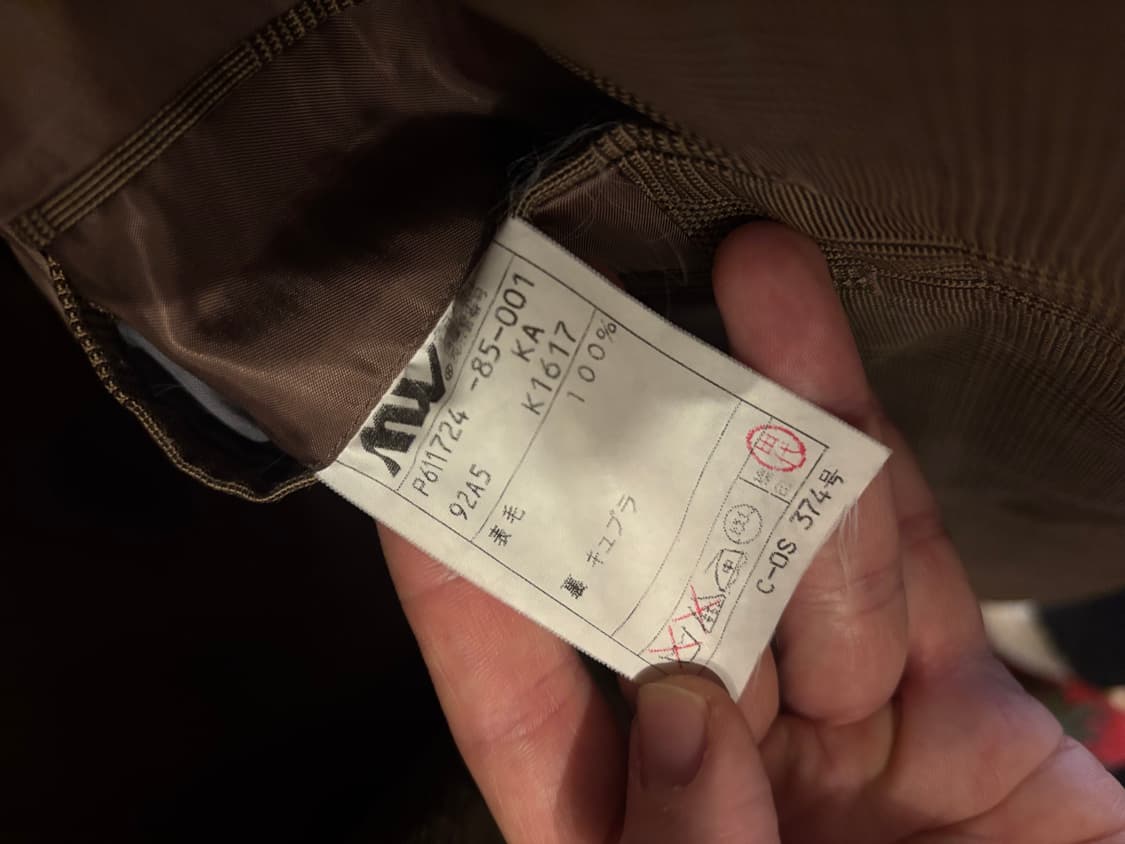 MW®
P611724 -85-001
92A5 KA
K1617
表 毛 100%
裏 キュプラ
C-OS 374号